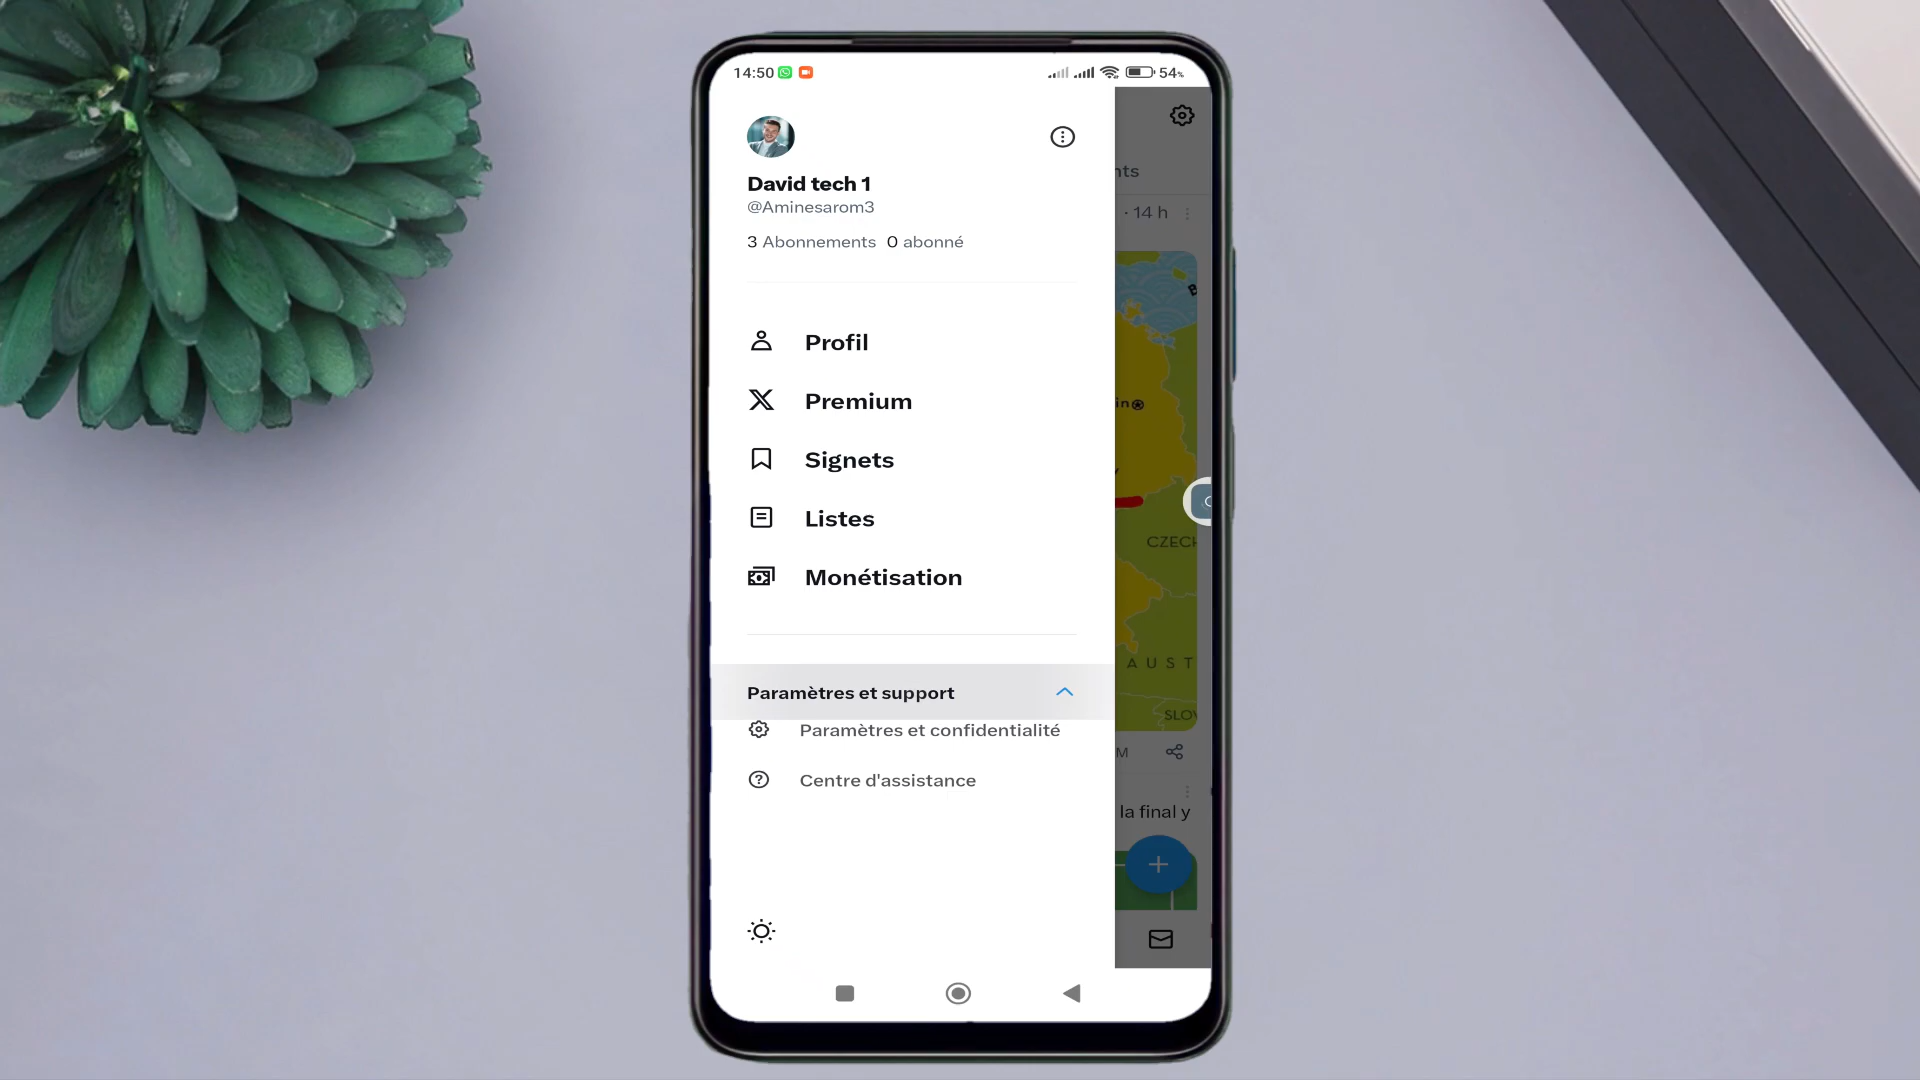 14:50
54%
David tech 1
@Aminesarom3
3 Abonnements 0 abonné
Profil
Premium
Signets
Listes
Monétisation
Paramètres et support
Paramètres et confidentialité
Centre d'assistance
nts
· 14 h
B
in
CZECH
AUST
SLOV
M
la final y